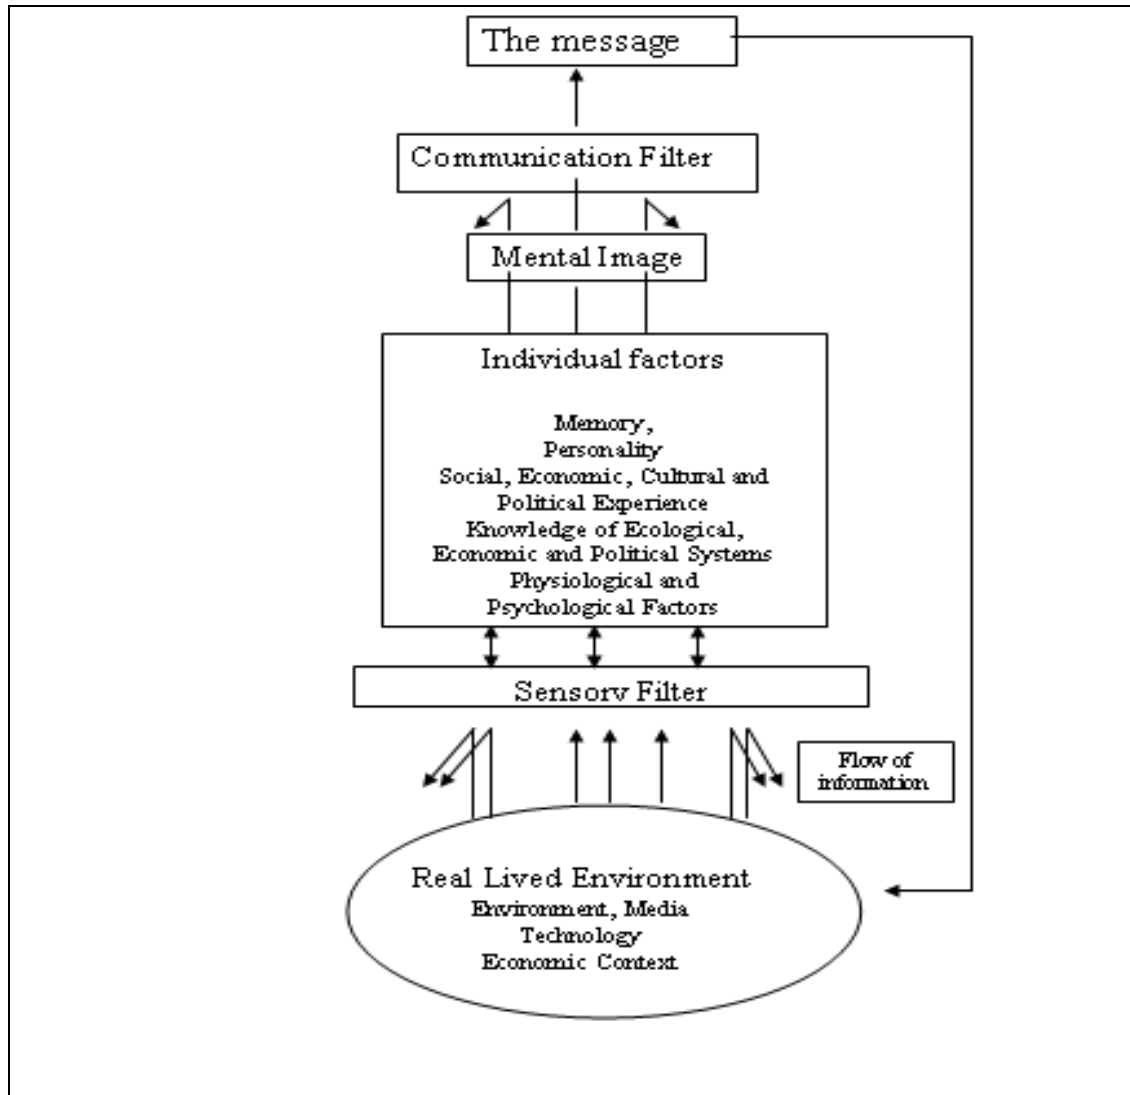 The message
Communication Filter
Mental Image
Individual factors
Memory,
Personality
Social, Economic, Cultural and
Political Experience
Knowledge of Ecological,
Economic and Political Systems
Physiological and
Psychological Factors
Sensory Filter
Flow of
information
Real Lived Environment
Environment, Media
Technology
Economic Context